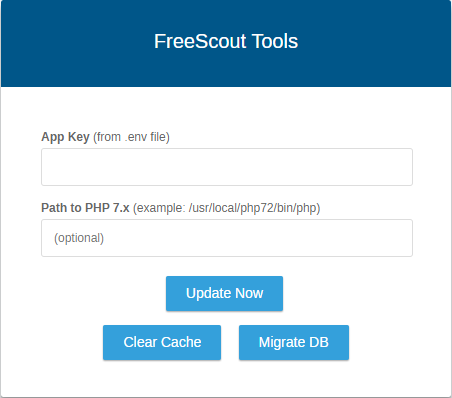 FreeScout Tools
App Key (from .env file)
Path to PHP 7.x (example: /usr/local/php72/bin/php)
(optional)
Update Now
Clear Cache Migrate DB